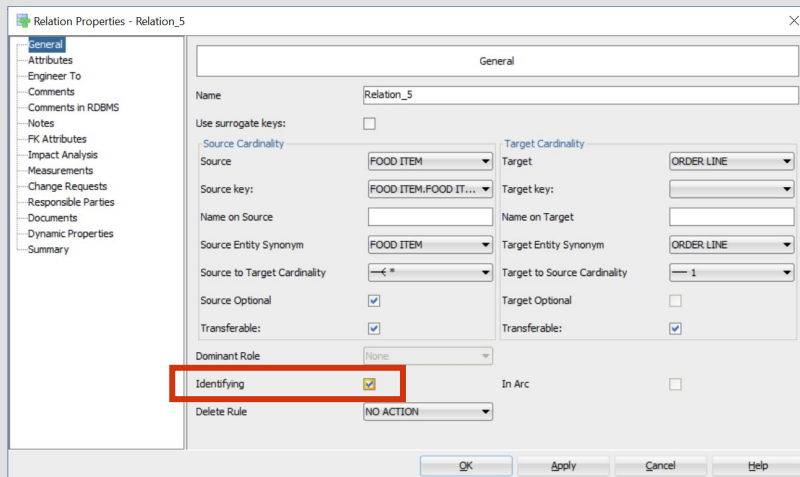 Relation Properties - Relation_5
General
Attributes
Engineer To
Comments
Comments in RDBMS
Notes
FK Attributes
Impact Analysis
Measurements
Change Requests
Responsible Parties
Documents
Dynamic Properties
Summary
General
Name Relation_5
Use surrogate keys:
Source Cardinality Target Cardinality
Source FOOD ITEM Target ORDER LINE
Source key: FOOD ITEM.FOOD IT... Target key:
Name on Source Name on Target
Source Entity Synonym FOOD ITEM Target Entity Synonym ORDER LINE
Source to Target Cardinality * Target to Source Cardinality 1
Source Optional Target Optional
Transferable: Transferable:
Dominant Role None
Identifying In Arc
Delete Rule NO ACTION
OK Apply Cancel Help